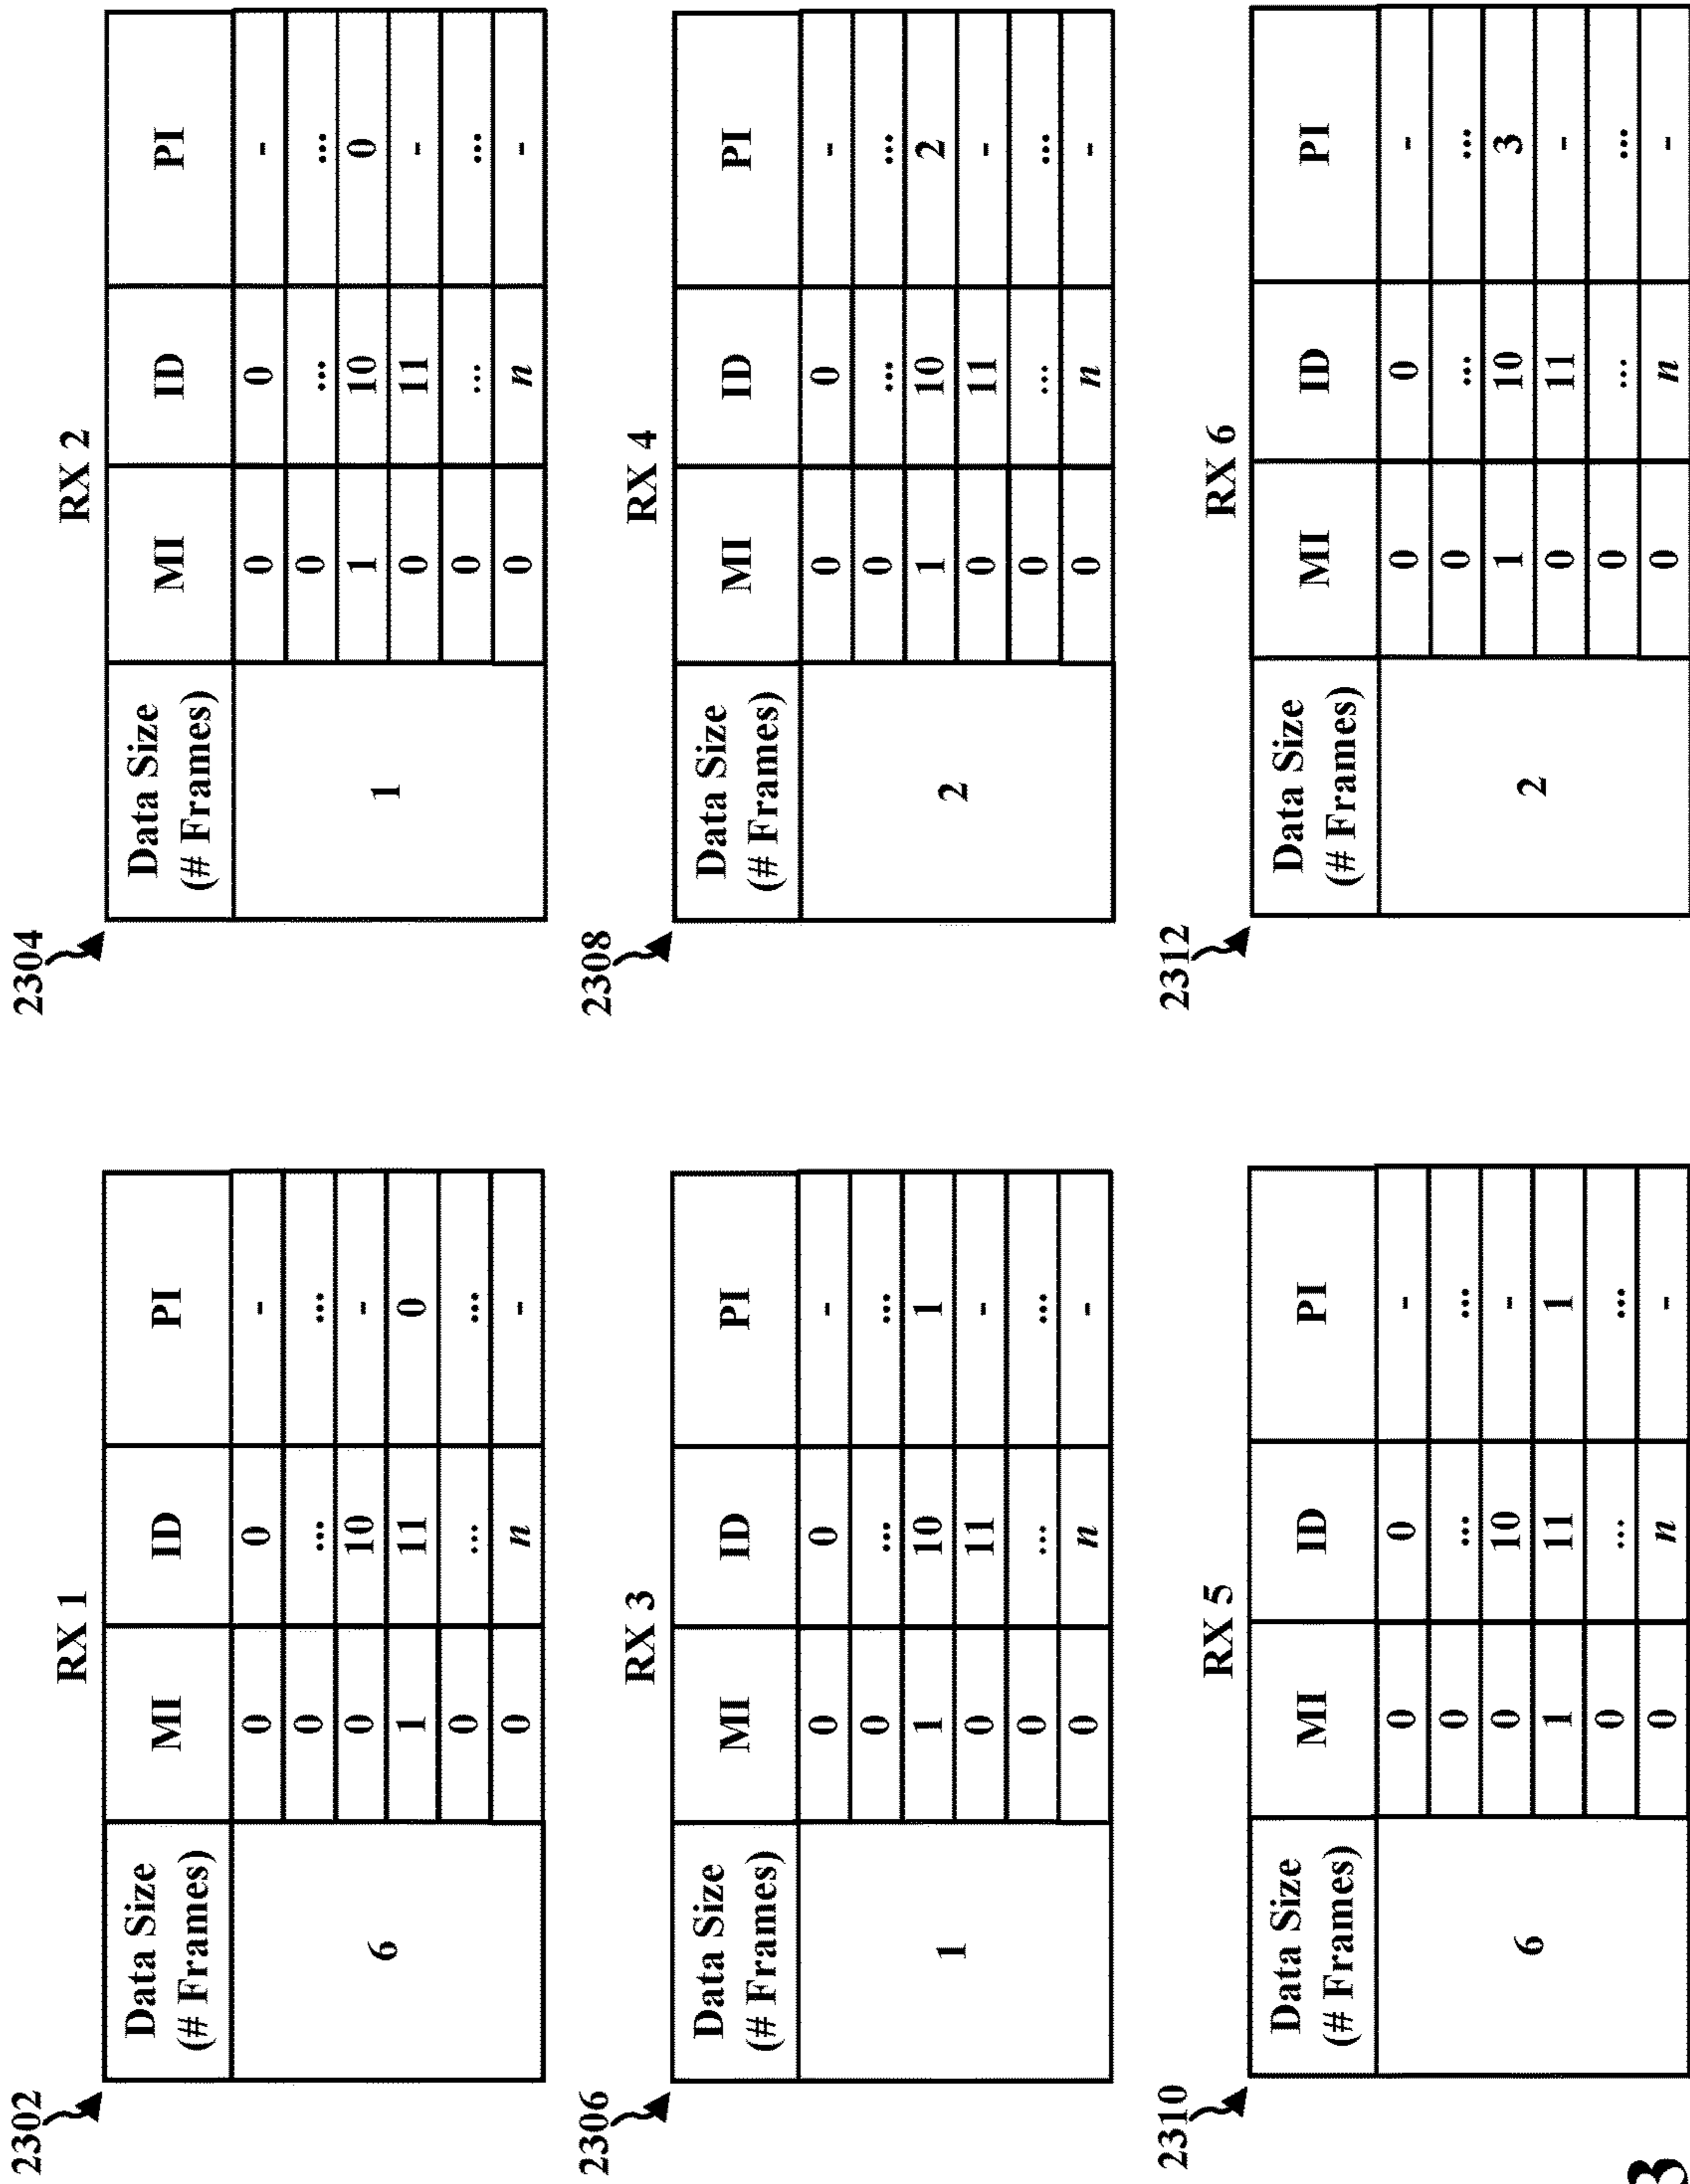 2302
RX 1
Data Size (# Frames) MI ID PI
6
0 0 -
0 ... ...
0 10 -
1 11 0
0 ... ...
0 n -
2304
RX 2
Data Size (# Frames) MI ID PI
1
0 0 -
0 ... ...
1 10 0
0 11 -
0 ... ...
0 n -
2306
RX 3
Data Size (# Frames) MI ID PI
1
0 0 -
0 ... ...
1 10 1
0 11 -
0 ... ...
0 n -
2308
RX 4
Data Size (# Frames) MI ID PI
2
0 0 -
0 ... ...
1 10 2
0 11 -
0 ... ...
0 n -
2310
RX 5
Data Size (# Frames) MI ID PI
6
0 0 -
0 ... ...
0 10 -
1 11 1
0 ... ...
0 n -
2312
RX 6
Data Size (# Frames) MI ID PI
2
0 0 -
0 ... ...
1 10 3
0 11 -
0 ... ...
0 n -